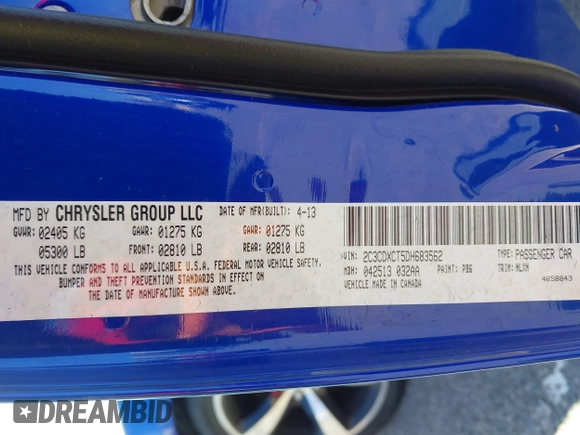 MFD BY CHRYSLER GROUP LLC DATE OF MFR(BUILT): 4-13
GVWR: 02405 KG GAWR: 01275 KG GAWR: 01275 KG
05300 LB FRONT: 02810 LB REAR: 02810 LB
THIS VEHICLE CONFORMS TO ALL APPLICABLE U.S.A. FEDERAL MOTOR VEHICLE SAFETY,
BUMPER AND THEFT PREVENTION STANDARDS IN EFFECT ON
THE DATE OF MANUFACTURE SHOWN ABOVE.
VIN: 2C3CDXCT5DH683562 TYPE: PASSENGER CAR
MDH: 042513 032AA PAINT: PBG TRIM: MLXN
VEHICLE MADE IN CANADA 4658843
DREAMBID